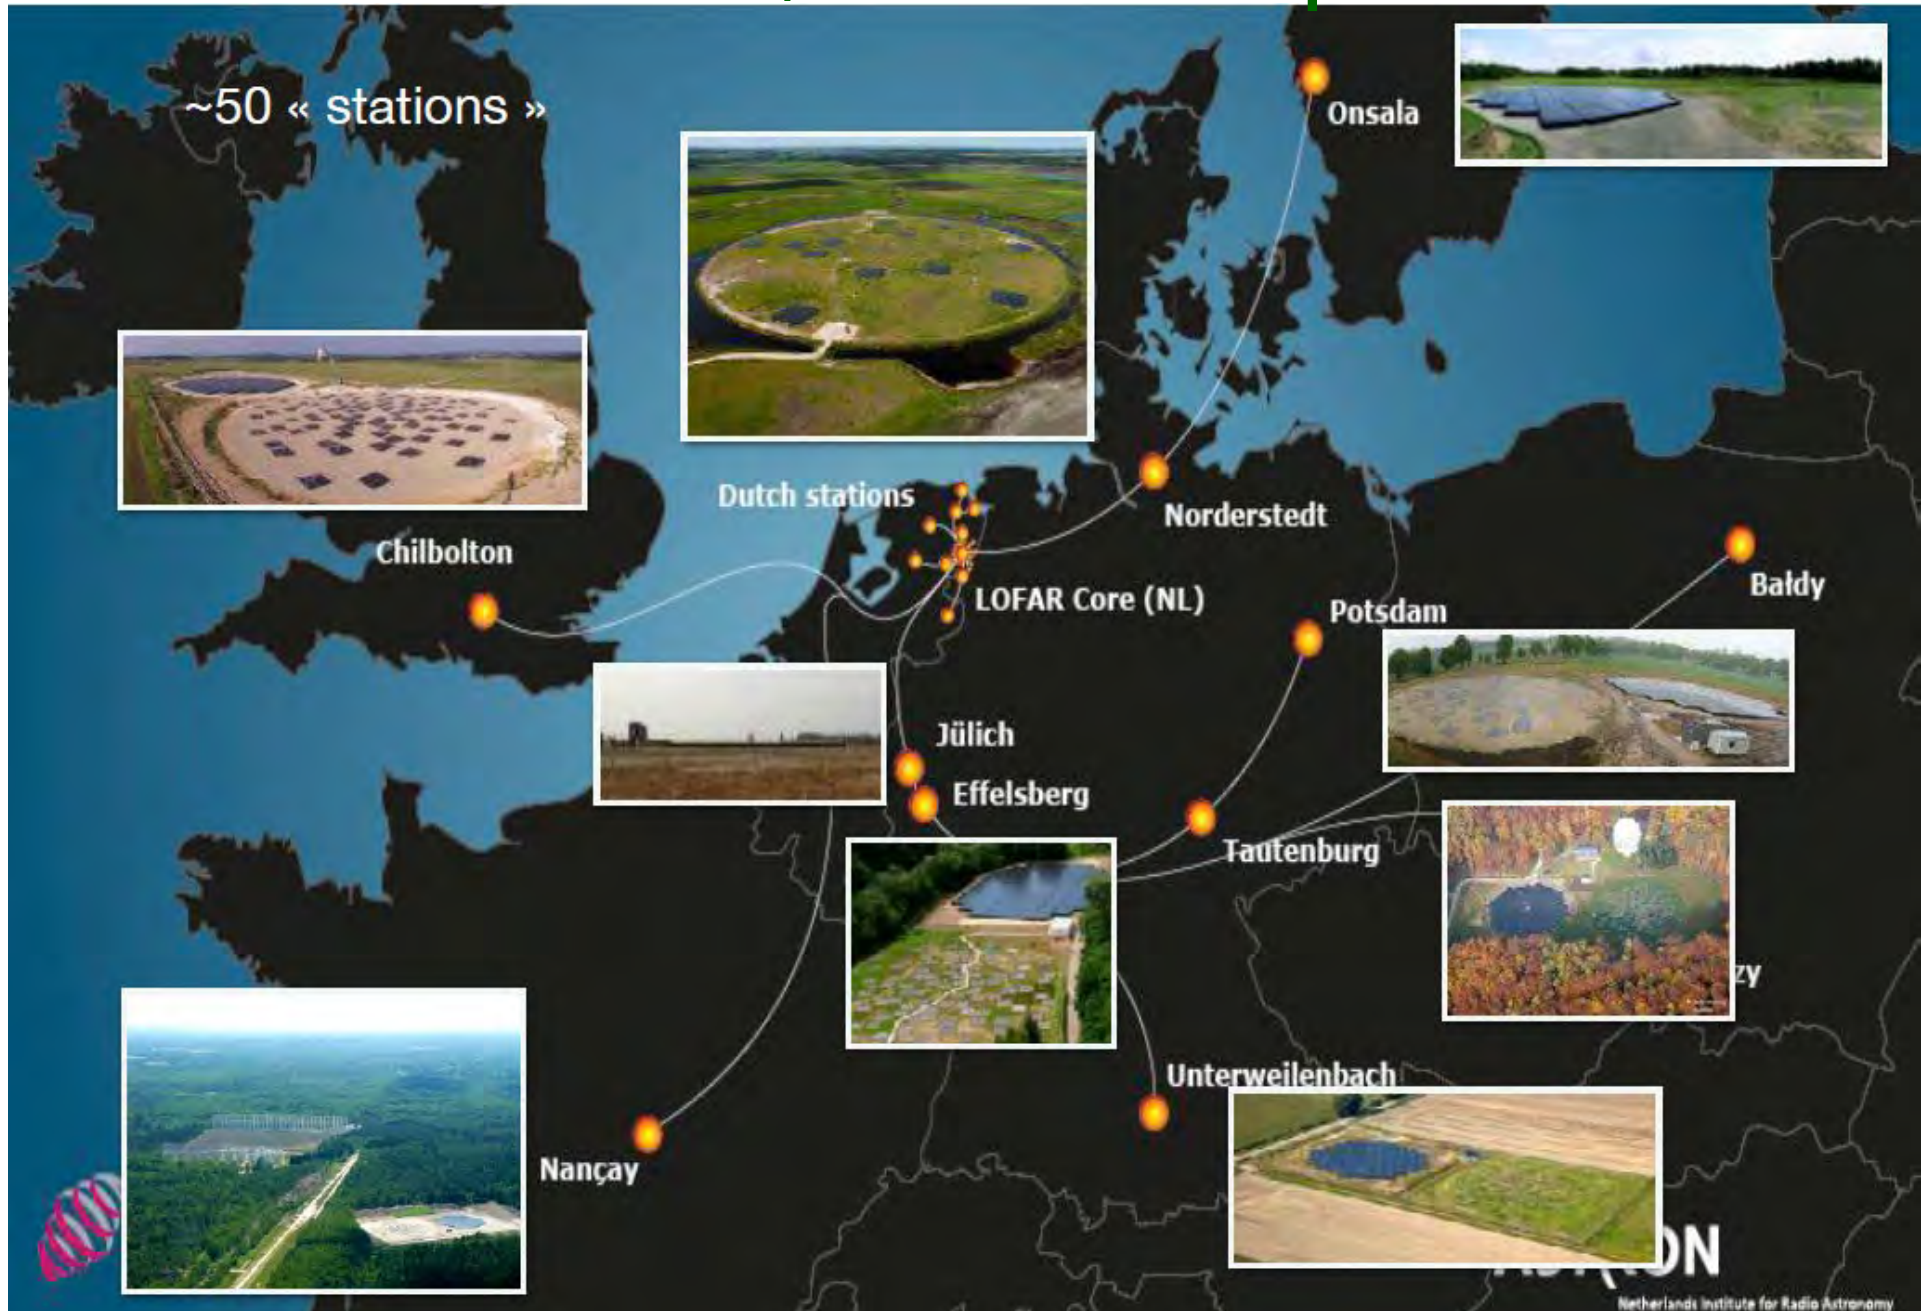 ~50 « stations »
Onsala
Dutch stations
Norderstedt
Chilbolton
Bałdy
LOFAR Core (NL)
Potsdam
Jülich
Effelsberg
Tautenburg
zy
Unterweilenbach
Nançay
ON
Netherlands Institute for Radio Astronomy